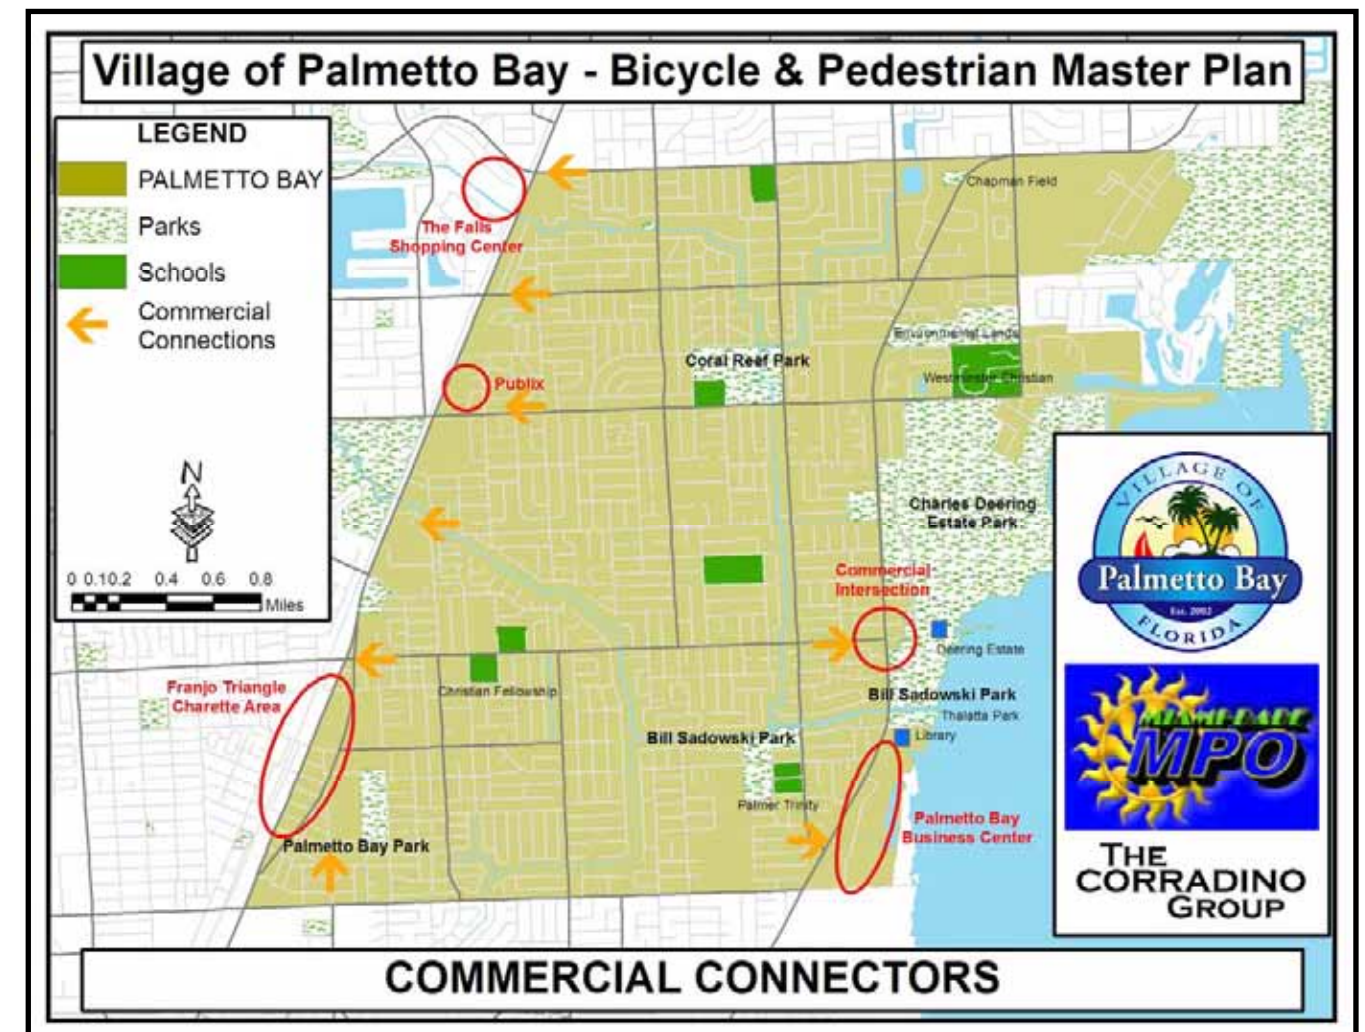 Village of Palmetto Bay - Bicycle & Pedestrian Master Plan
LEGEND
PALMETTO BAY
Parks
Schools
Commercial
Connections
N
0 0.10.2 0.4 0.6 0.8
Miles
The Falls
Shopping Center
Chapman Field
Publix
Coral Reef Park
Environmental Lands
Westminster Christian
Charles Deering
Estate Park
Commercial
Intersection
Deering Estate
Franjo Triangle
Charette Area
Christian Fellowship
Bill Sadowski Park
Thalatta Park
Bill Sadowski Park
Library
Palmer Trinity
Palmetto Bay
Business Center
Palmetto Bay Park
VILLAGE OF
Palmetto Bay
Est. 2002
FLORIDA
MIAMI-DADE
MPO
THE
CORRADINO
GROUP
COMMERCIAL CONNECTORS